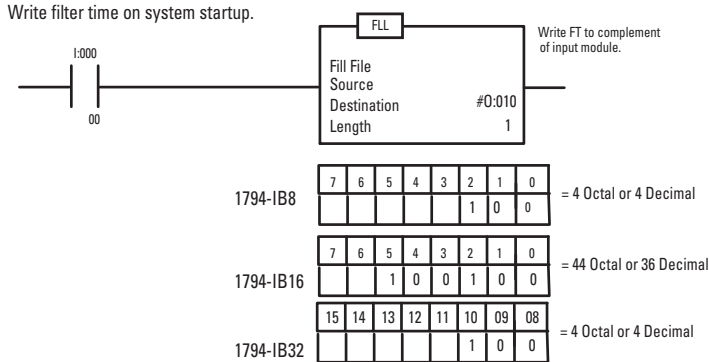 Write filter time on system startup.
FLL
Write FT to complement
of input module.
I:000
00
Fill File
Source
Destination #O:010
Length 1
1794-IB8
7 6 5 4 3 2 1 0
1 0 0
= 4 Octal or 4 Decimal
1794-IB16
7 6 5 4 3 2 1 0
1 0 0 1 0 0
= 44 Octal or 36 Decimal
1794-IB32
15 14 13 12 11 10 09 08
1 0 0
= 4 Octal or 4 Decimal